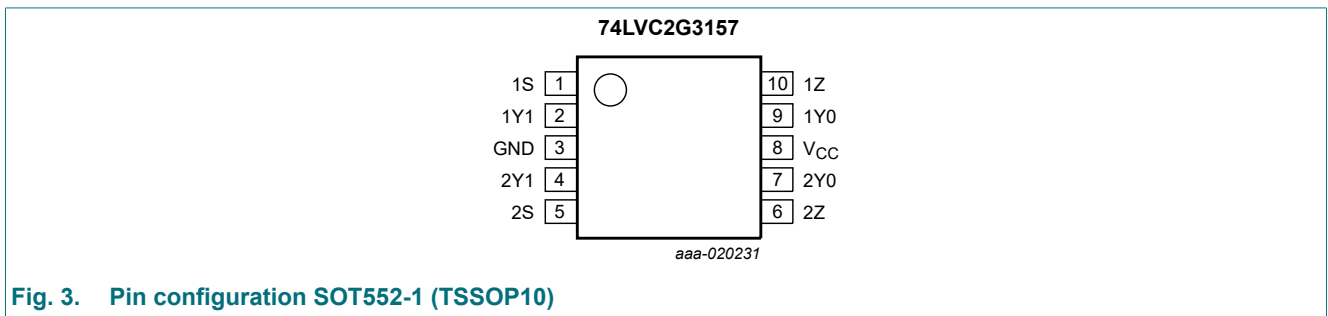 74LVC2G3157
1S 1 10 1Z
1Y1 2 9 1Y0
GND 3 8 VCC
2Y1 4 7 2Y0
2S 5 6 2Z
aaa-020231
Fig. 3. Pin configuration SOT552-1 (TSSOP10)